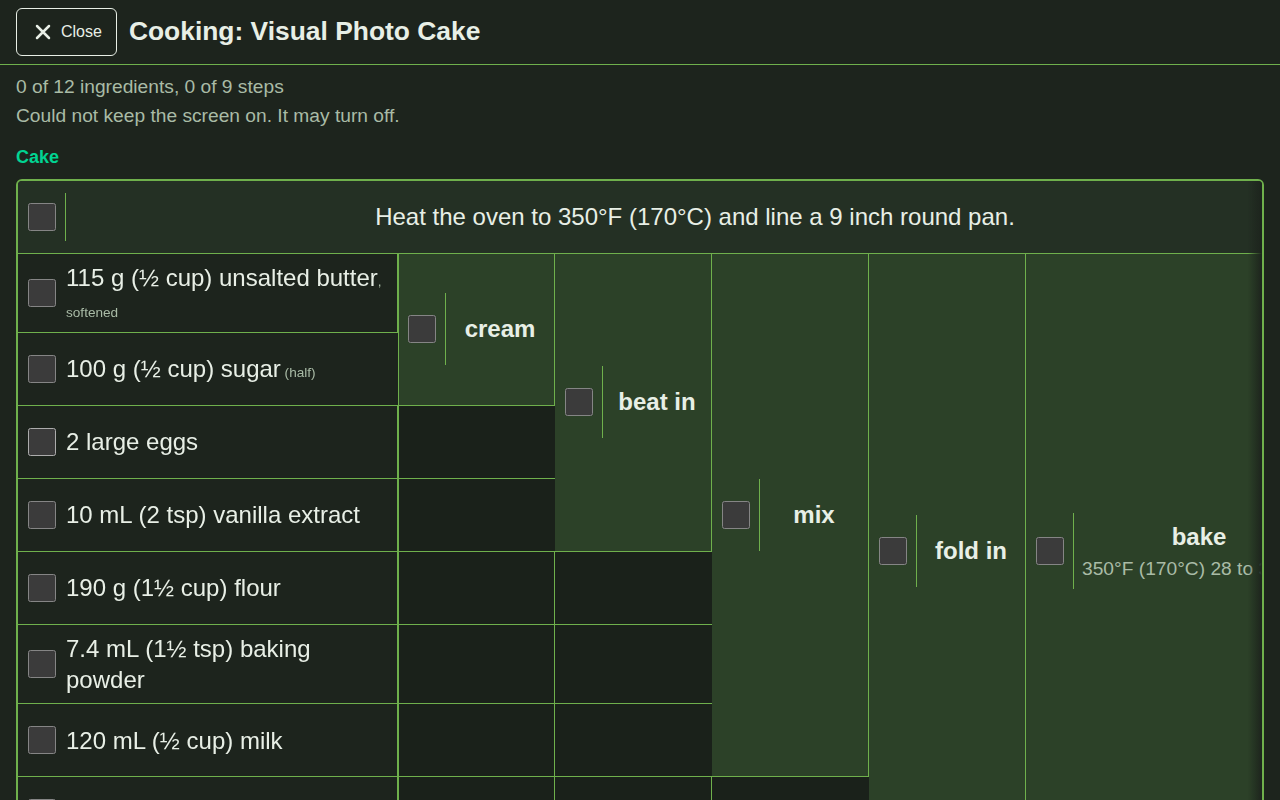 Close
Cooking: Visual Photo Cake
0 of 12 ingredients, 0 of 9 steps
Could not keep the screen on. It may turn off.
Cake
Heat the oven to 350°F (170°C) and line a 9 inch round pan.
115 g (½ cup) unsalted butter,
softened
cream
100 g (½ cup) sugar (half)
beat in
2 large eggs
10 mL (2 tsp) vanilla extract
mix
fold in
bake
350°F (170°C) 28 to
190 g (1½ cup) flour
7.4 mL (1½ tsp) baking
powder
120 mL (½ cup) milk